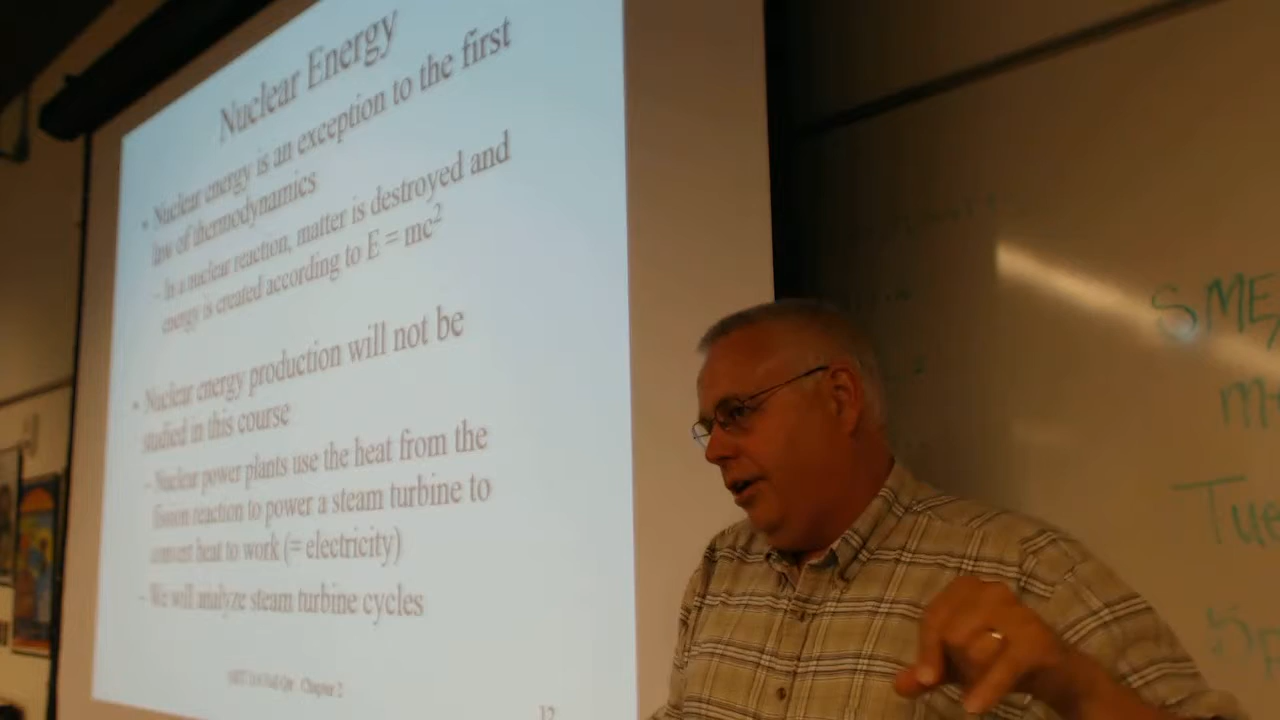 Nuclear Energy
• Nuclear energy is an exception to the first
law of thermodynamics
– In a nuclear reaction, matter is destroyed and
energy is created according to E = mc²
• Nuclear energy production will not be
studied in this course
– Nuclear power plants use the heat from the
fission reaction to power a steam turbine to
convert heat to work (= electricity)
– We will analyze steam turbine cycles
Chapter 2
12
SME
Tue